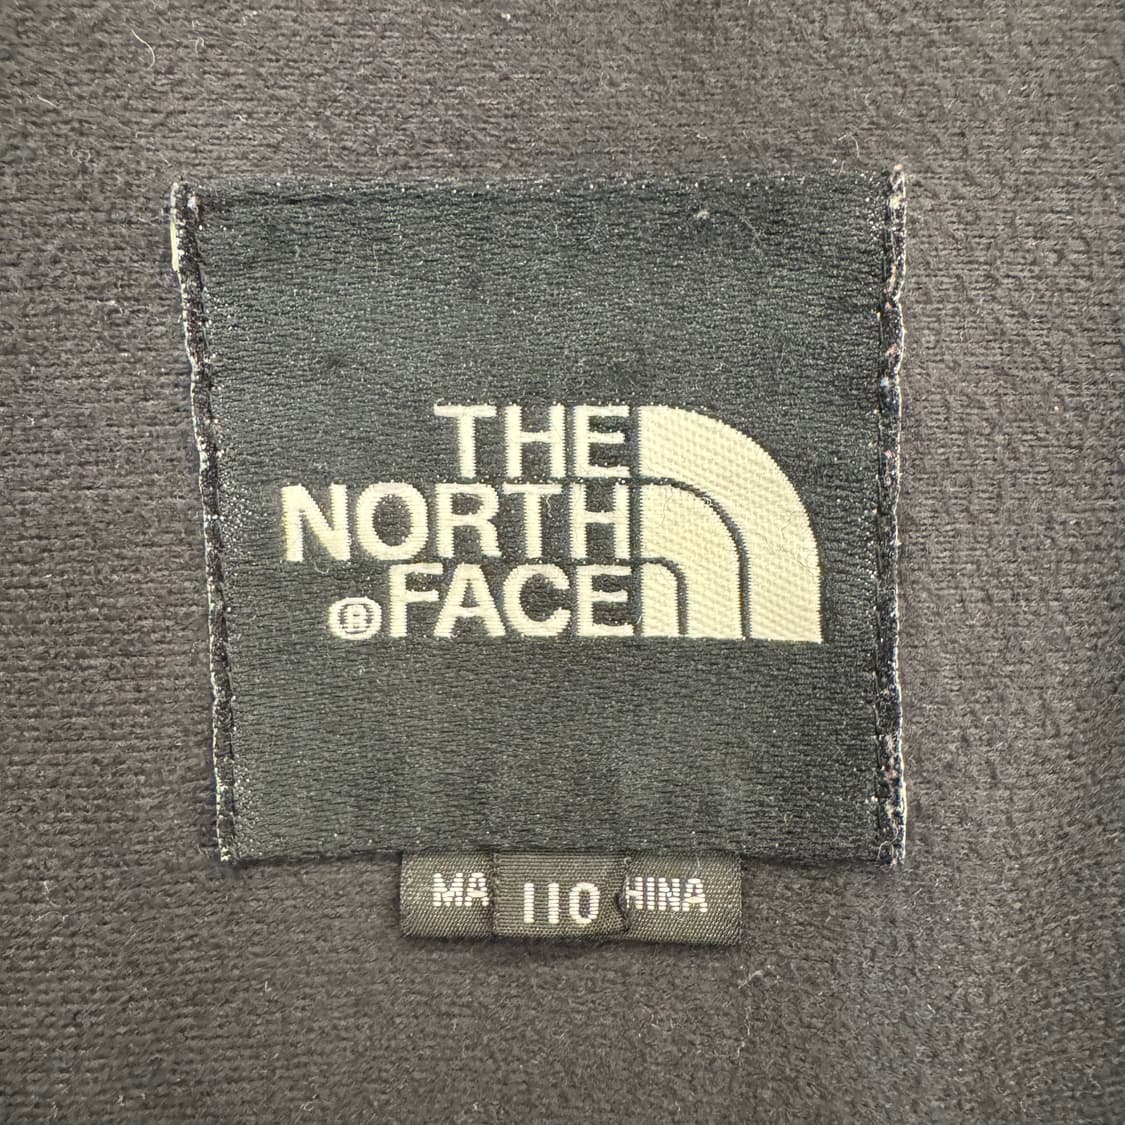 THE
NORTH
®FACE
MA 110 HINA